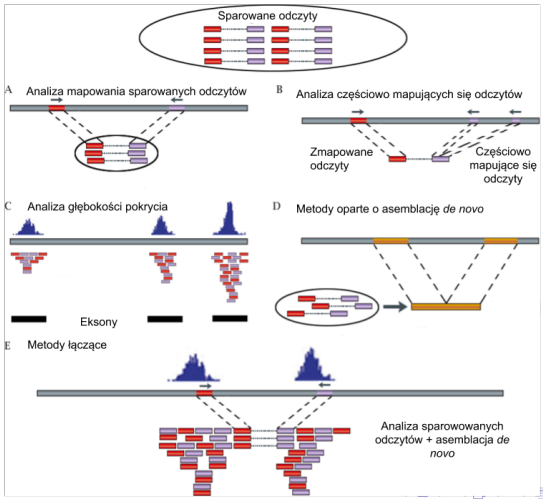 Sparowane odczyty
A
Analiza mapowania sparowanych odczytów
B
Analiza częściowo mapujących się odczytów
Zmapowane
odczyty
Częściowo
mapujące się
odczyty
C
Analiza głębokości pokrycia
Eksony
D
Metody oparte o asemblację de novo
E
Metody łączące
Analiza sparowowanych
odczytów + asemblacja de
novo